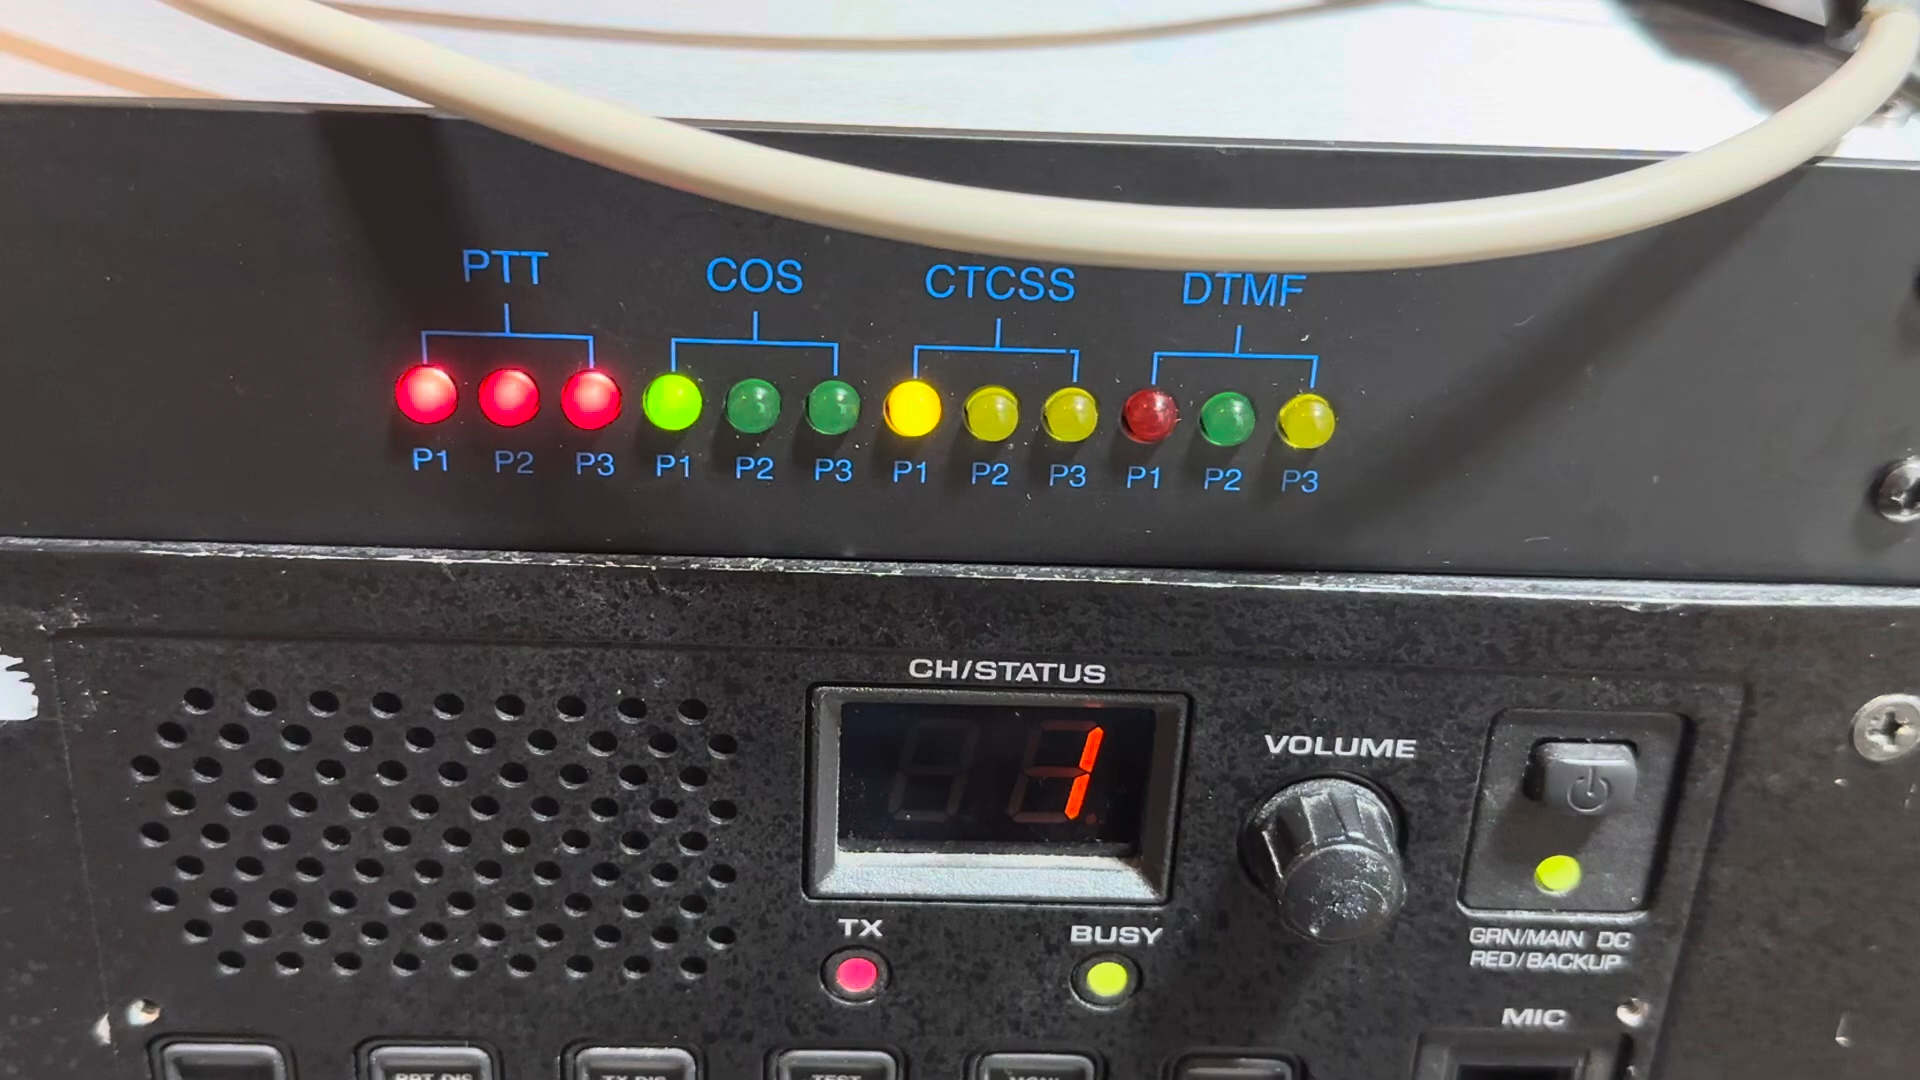 PTT COS CTCSS DTMF
P1 P2 P3 P1 P2 P3 P1 P2 P3 P1 P2 P3
CH/STATUS
1
VOLUME
TX BUSY
GRN/MAIN DC
RED/BACKUP
MIC
TEST